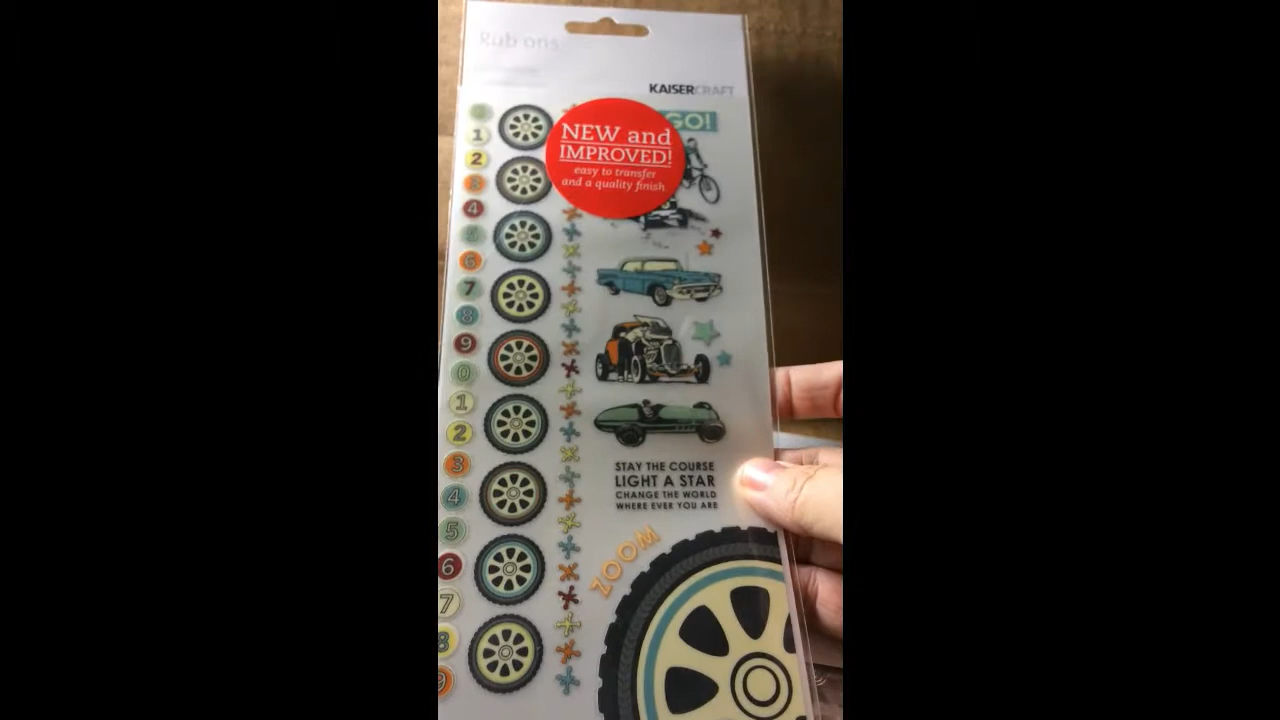 Rub ons
KAISERCRAFT
GO!
NEW and
IMPROVED!
easy to transfer
and a quality finish
1
2
3
4
5
6
7
8
9
0
1
2
3
4
5
6
7
8
9
STAY THE COURSE
LIGHT A STAR
CHANGE THE WORLD
WHERE EVER YOU ARE
ZOOM